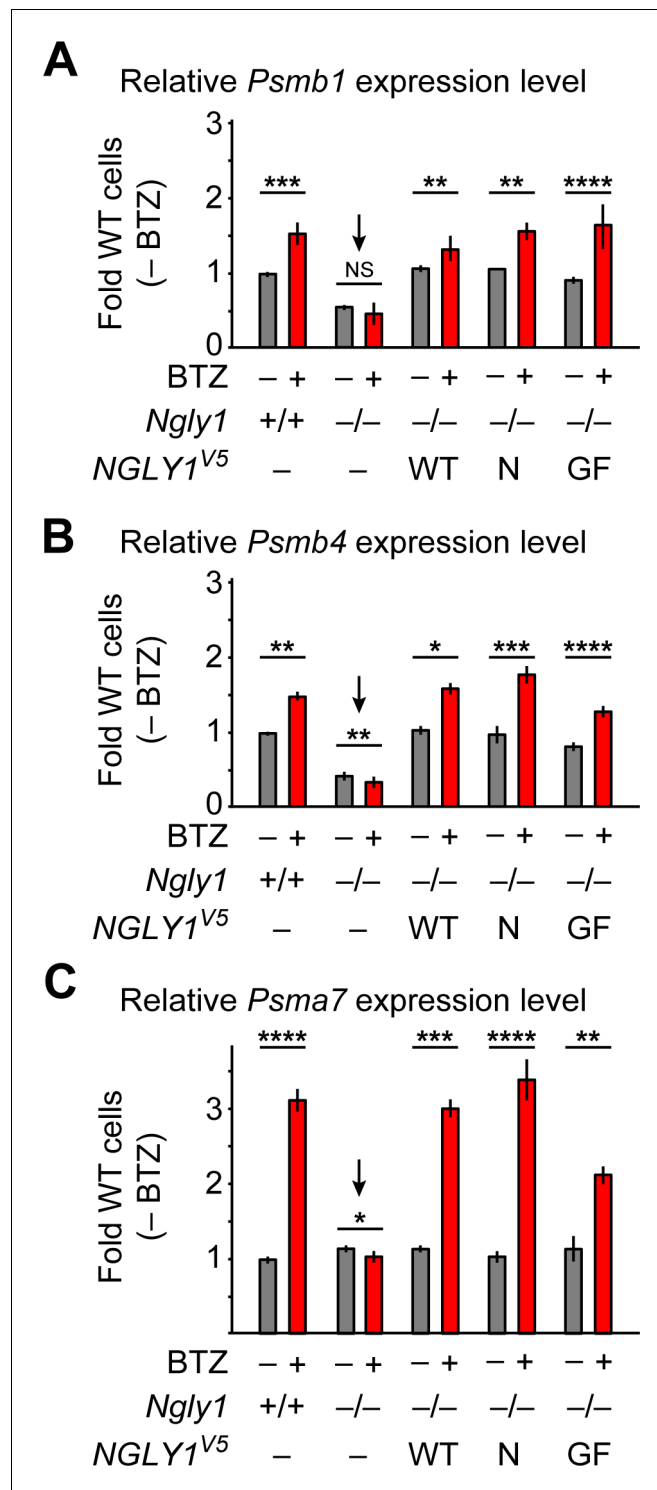 A
Relative Psmb1 expression level
Fold WT cells
(– BTZ)
3
2
1
0
*** NS ** ** ****
BTZ – + – + – + – + – +
Ngly1 +/+ –/– –/– –/– –/–
NGLY1V5 – – WT N GF
B
Relative Psmb4 expression level
Fold WT cells
(– BTZ)
3
2
1
0
** ** * *** ****
BTZ – + – + – + – + – +
Ngly1 +/+ –/– –/– –/– –/–
NGLY1V5 – – WT N GF
C
Relative Psma7 expression level
Fold WT cells
(– BTZ)
3
2
1
**** * *** **** **
BTZ – + – + – + – + – +
Ngly1 +/+ –/– –/– –/– –/–
NGLY1V5 – – WT N GF